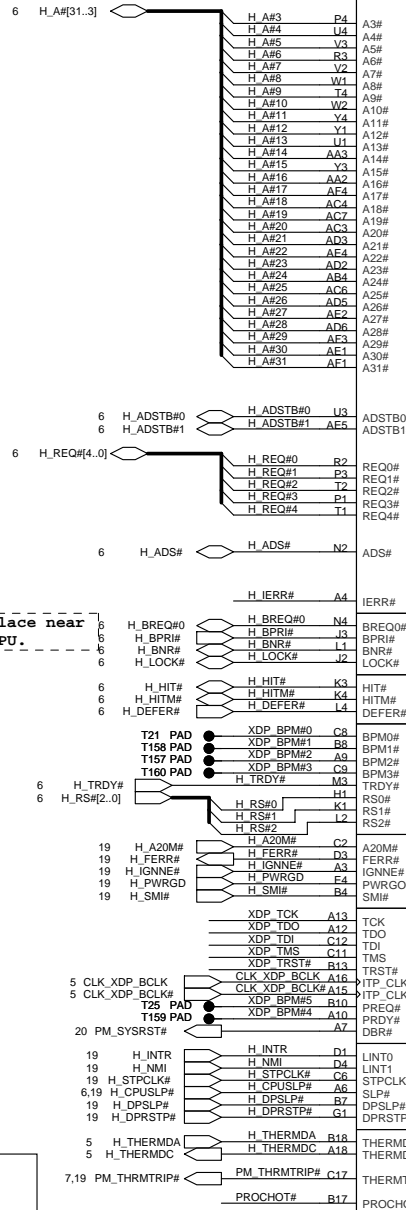 6 H_A#[31..3]
H_A#3 P4 A3#
H_A#4 U4 A4#
H_A#5 V3 A5#
H_A#6 R3 A6#
H_A#7 V2 A7#
H_A#8 W1 A8#
H_A#9 T4 A9#
H_A#10 W2 A10#
H_A#11 Y4 A11#
H_A#12 Y1 A12#
H_A#13 U1 A13#
H_A#14 AA3 A14#
H_A#15 Y3 A15#
H_A#16 AA2 A16#
H_A#17 AF4 A17#
H_A#18 AC4 A18#
H_A#19 AC7 A19#
H_A#20 AC3 A20#
H_A#21 AD3 A21#
H_A#22 AE4 A22#
H_A#23 AD2 A23#
H_A#24 AB4 A24#
H_A#25 AC6 A25#
H_A#26 AD5 A26#
H_A#27 AE2 A27#
H_A#28 AD6 A28#
H_A#29 AF3 A29#
H_A#30 AE1 A30#
H_A#31 AF1 A31#
6 H_ADSTB#0 H_ADSTB#0 U3 ADSTB0
6 H_ADSTB#1 H_ADSTB#1 AE5 ADSTB1
6 H_REQ#[4..0]
H_REQ#0 R2 REQ0#
H_REQ#1 P3 REQ1#
H_REQ#2 T2 REQ2#
H_REQ#3 P1 REQ3#
H_REQ#4 T1 REQ4#
6 H_ADS# H_ADS# N2 ADS#
H_IERR# A4 IERR#
lace near
PU.
6 H_BREQ#0 H_BREQ#0 N4 BREQ0#
6 H_BPRI# H_BPRI# J3 BPRI#
6 H_BNR# H_BNR# L1 BNR#
6 H_LOCK# H_LOCK# J2 LOCK#
6 H_HIT# H_HIT# K3 HIT#
6 H_HITM# H_HITM# K4 HITM#
6 H_DEFER# H_DEFER# L4 DEFER#
T21 PAD XDP_BPM#0 C8 BPM0#
T158 PAD XDP_BPM#1 B8 BPM1#
T157 PAD XDP_BPM#2 A9 BPM2#
T160 PAD XDP_BPM#3 C9 BPM3#
6 H_TRDY# H_TRDY# M3 TRDY#
6 H_RS#[2..0]
H_RS#0 H1 RS0#
H_RS#1 K1 RS1#
H_RS#2 L2 RS2#
19 H_A20M# H_A20M# C2 A20M#
19 H_FERR# H_FERR# D3 FERR#
19 H_IGNNE# H_IGNNE# A3 IGNNE#
19 H_PWRGD H_PWRGD E4 PWRGO
19 H_SMI# H_SMI# B4 SMI#
XDP_TCK A13 TCK
XDP_TDO A12 TDO
XDP_TDI C12 TDI
XDP_TMS C11 TMS
XDP_TRST# B13 TRST#
5 CLK_XDP_BCLK CLK_XDP_BCLK A16 ITP_CLK
5 CLK_XDP_BCLK# CLK_XDP_BCLK# A15 ITP_CLK
T25 PAD XDP_BPM#5 B10 PREQ#
T159 PAD XDP_BPM#4 A10 PRDY#
20 PM_SYSRST# A7 DBR#
19 H_INTR H_INTR D1 LINT0
19 H_NMI H_NMI D4 LINT1
19 H_STPCLK# H_STPCLK# C6 STPCLK
6,19 H_CPUSLP# H_CPUSLP# A6 SLP#
19 H_DPSLP# H_DPSLP# B7 DPSLP#
19 H_DPRSTP# H_DPRSTP# G1 DPRSTP
5 H_THERMDA H_THERMDA B18 THERMD
5 H_THERMDC H_THERMDC A18 THERMD
7,19 PM_THRMTRIP# PM_THRMTRIP# C17 THERMT
PROCHOT# B17 PROCHO